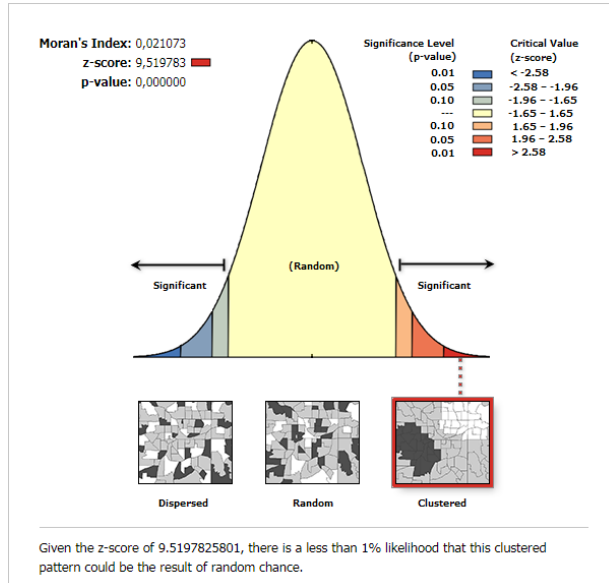 Moran's Index: 0,021073
z-score: 9,519783
p-value: 0,000000
Significance Level
(p-value)
Critical Value
(z-score)
0.01 < -2.58
0.05 -2.58 – -1.96
0.10 -1.96 – -1.65
--- -1.65 – 1.65
0.10 1.65 – 1.96
0.05 1.96 – 2.58
0.01 > 2.58
(Random)
Significant
Significant
Dispersed
Random
Clustered
Given the z-score of 9.5197825801, there is a less than 1% likelihood that this clustered
pattern could be the result of random chance.